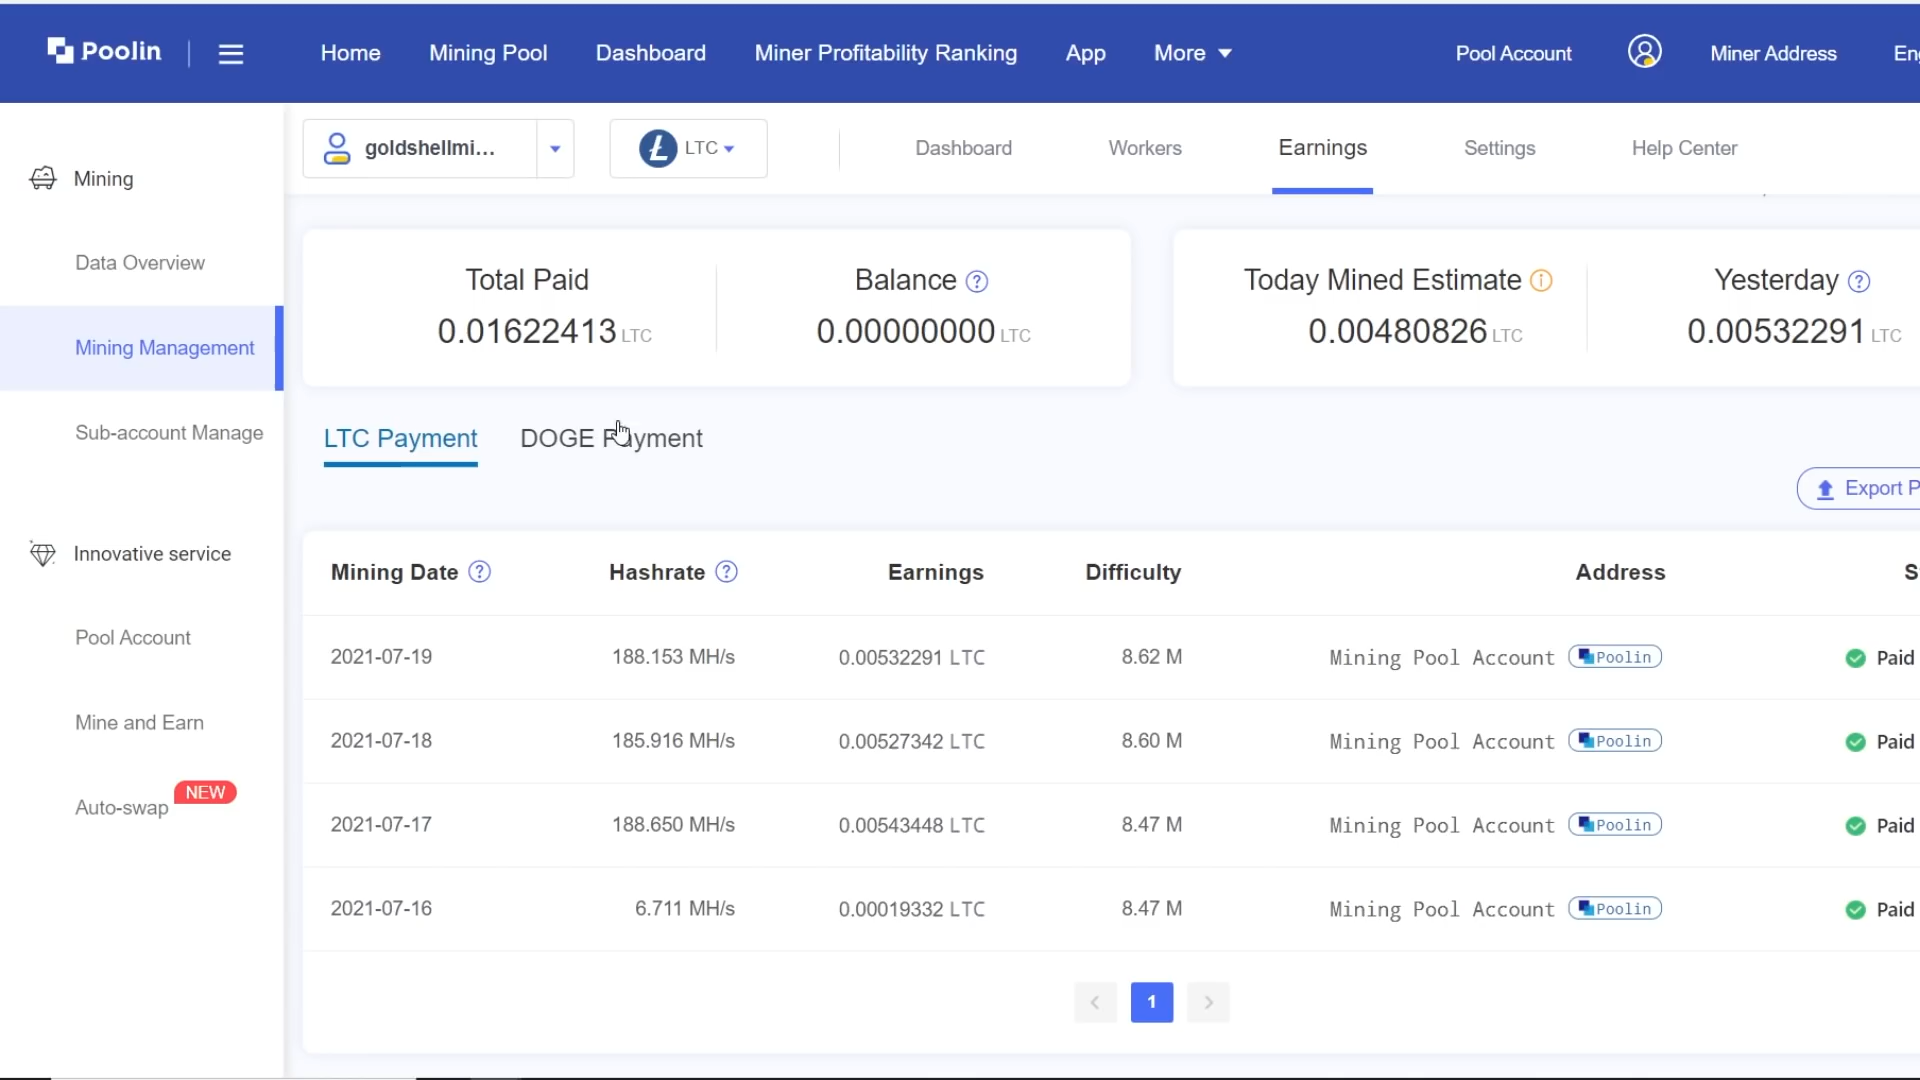 Poolin
Home Mining Pool Dashboard Miner Profitability Ranking App More Pool Account Miner Address
goldshellmi... LTC Dashboard Workers Earnings Settings Help Center
Mining
Data Overview
Mining Management
Sub-account Manage
Innovative service
Pool Account
Mine and Earn
Auto-swap NEW
Total Paid
0.01622413 LTC
Balance ?
0.00000000 LTC
Today Mined Estimate
0.00480826 LTC
Yesterday ?
0.00532291 LTC
LTC Payment DOGE Payment
Export
Mining Date ? Hashrate ? Earnings Difficulty Address
2021-07-19 188.153 MH/s 0.00532291 LTC 8.62 M Mining Pool Account Poolin Paid
2021-07-18 185.916 MH/s 0.00527342 LTC 8.60 M Mining Pool Account Poolin Paid
2021-07-17 188.650 MH/s 0.00543448 LTC 8.47 M Mining Pool Account Poolin Paid
2021-07-16 6.711 MH/s 0.00019332 LTC 8.47 M Mining Pool Account Poolin Paid
< 1 >